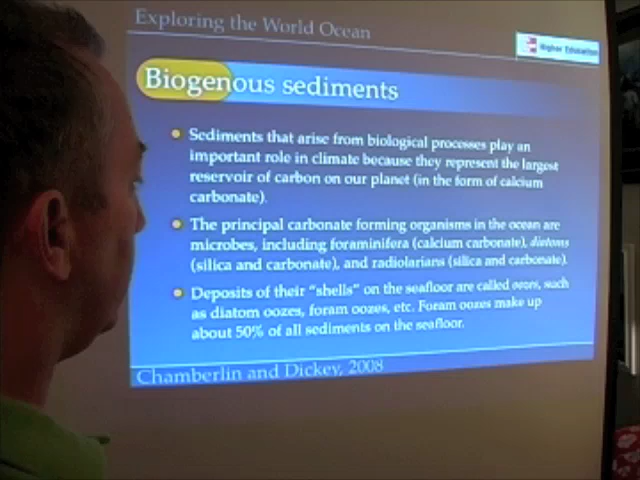 Exploring the World Ocean
Higher Education
Biogenous sediments
Sediments that arise from biological processes play an
important role in climate because they represent the largest
reservoir of carbon on our planet (in the form of calcium
carbonate).
The principal carbonate forming organisms in the ocean are
microbes, including foraminifera (calcium carbonate), diatoms
(silica and carbonate), and radiolarians (silica and carbonate).
Deposits of their “shells” on the seafloor are called oozes, such
as diatom oozes, foram oozes, etc. Foram oozes make up
about 50% of all sediments on the seafloor.
Chamberlin and Dickey, 2008